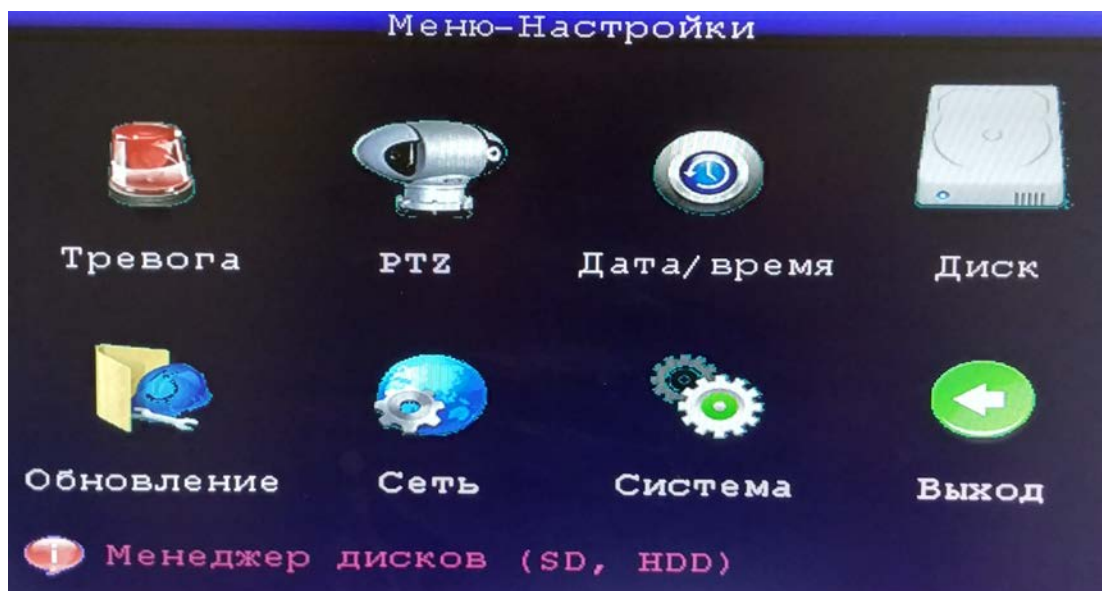 Меню-Настройки
Тревога PTZ Дата/время Диск
Обновление Сеть Система Выход
Менеджер дисков (SD, HDD)